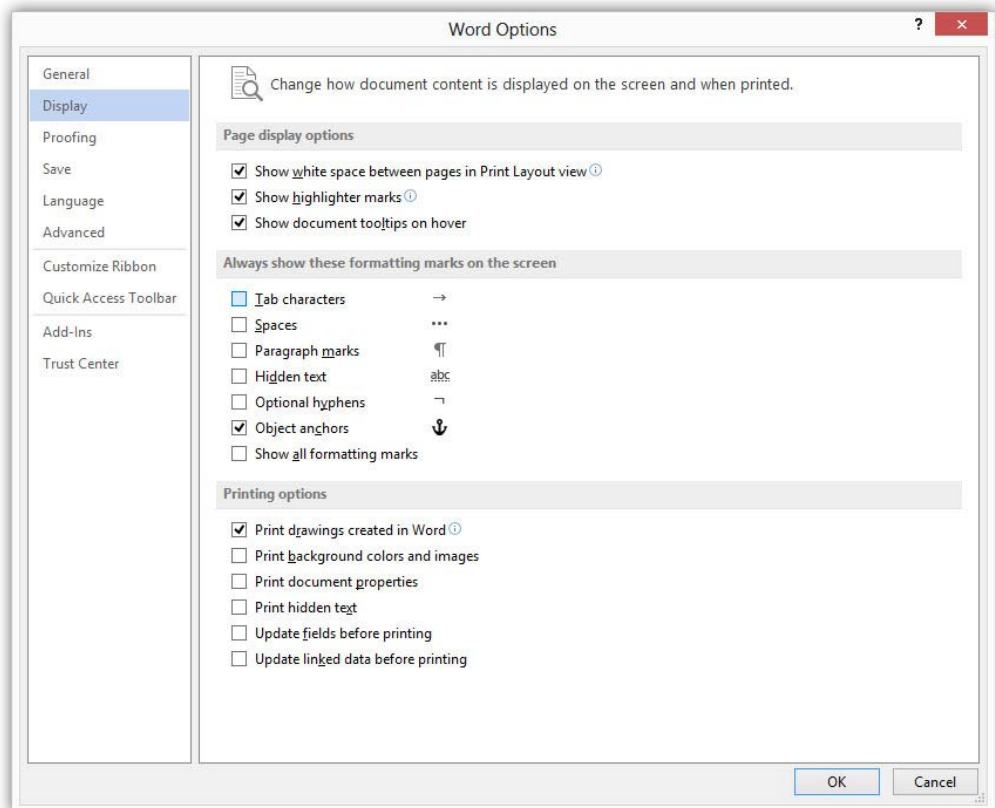 Word Options
?
General
Display
Proofing
Save
Language
Advanced
Customize Ribbon
Quick Access Toolbar
Add-Ins
Trust Center
Change how document content is displayed on the screen and when printed.
Page display options
Show white space between pages in Print Layout view
Show highlighter marks
Show document tooltips on hover
Always show these formatting marks on the screen
Tab characters →
Spaces •••
Paragraph marks ¶
Hidden text abc
Optional hyphens ¬
Object anchors
Show all formatting marks
Printing options
Print drawings created in Word
Print background colors and images
Print document properties
Print hidden text
Update fields before printing
Update linked data before printing
OK Cancel